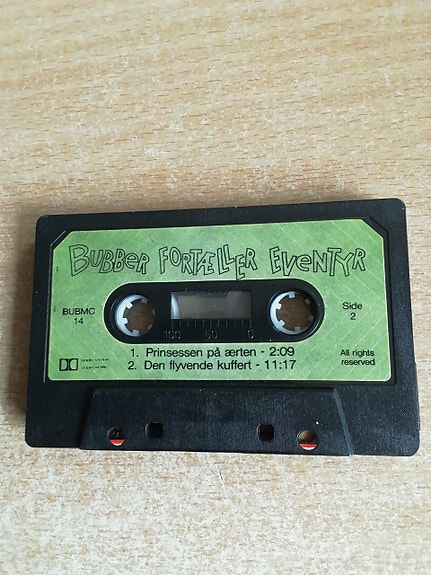 BUBBER FORTÆLLER EVENTYR
BUBMC
14
Side
2
100 50 0
1. Prinsessen på ærten - 2:09
2. Den flyvende kuffert - 11:17
All rights
reserved